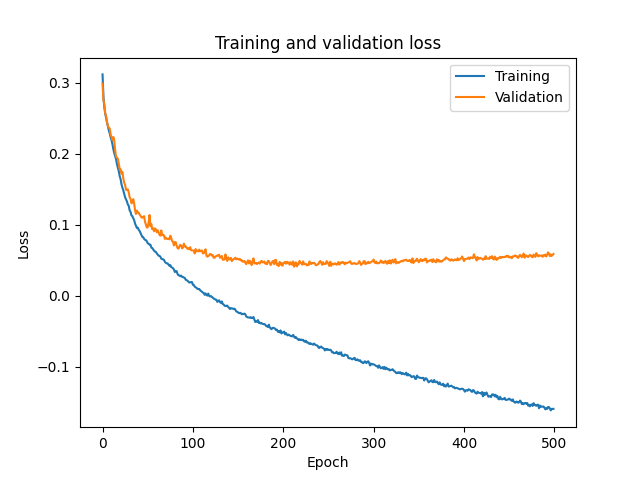 Training and validation loss
Training
Validation
Loss
0.3
0.2
0.1
0.0
−0.1
0
100
200
300
400
500
Epoch